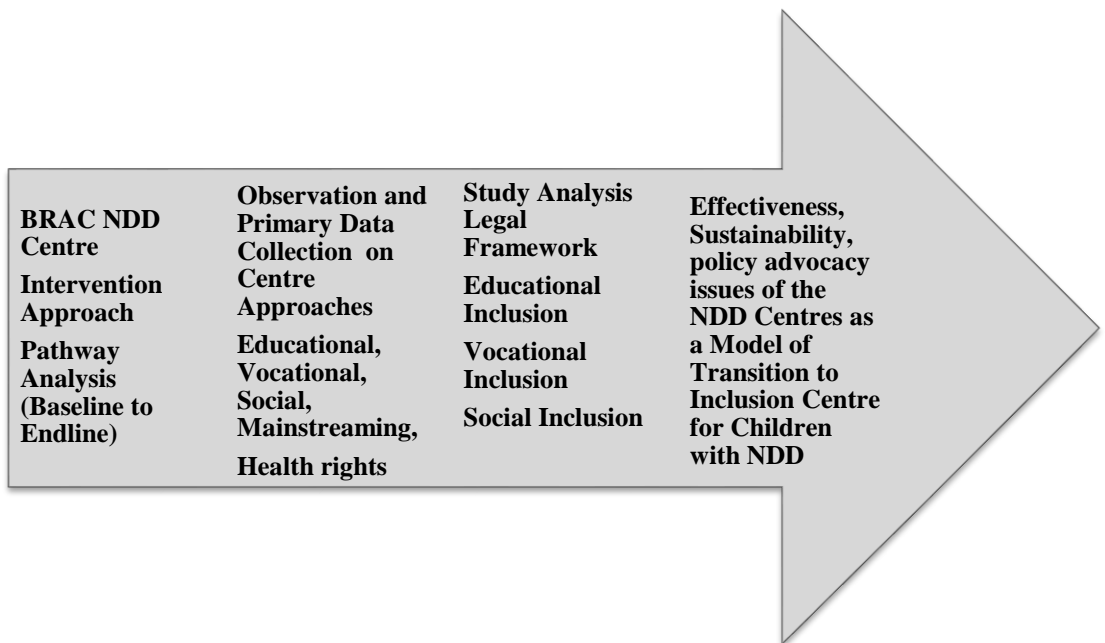 BRAC NDD
Centre
Intervention
Approach
Pathway
Analysis
(Baseline to
Endline)
Observation and
Primary Data
Collection on
Centre
Approaches
Educational,
Vocational,
Social,
Mainstreaming,
Health rights
Study Analysis
Legal
Framework
Educational
Inclusion
Vocational
Inclusion
Social Inclusion
Effectiveness,
Sustainability,
policy advocacy
issues of the
NDD Centres as
a Model of
Transition to
Inclusion Centre
for Children
with NDD